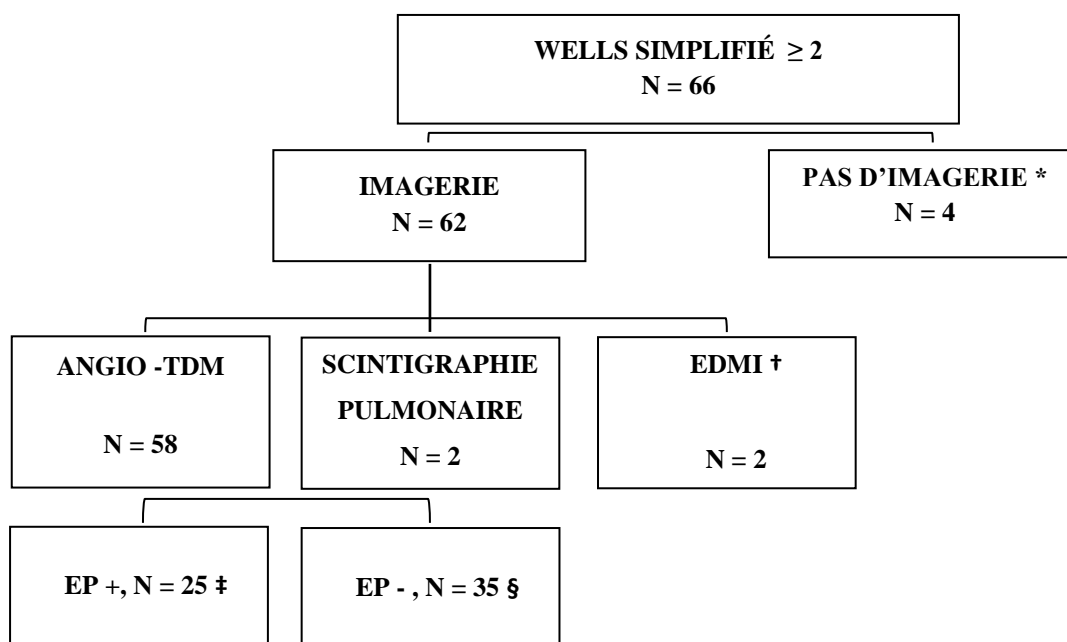 WELLS SIMPLIFIÉ ≥ 2
N = 66
IMAGERIE
N = 62
PAS D’IMAGERIE *
N = 4
ANGIO -TDM
N = 58
SCINTIGRAPHIE
PULMONAIRE
N = 2
EDMI †
N = 2
EP +, N = 25 ‡
EP - , N = 35 §